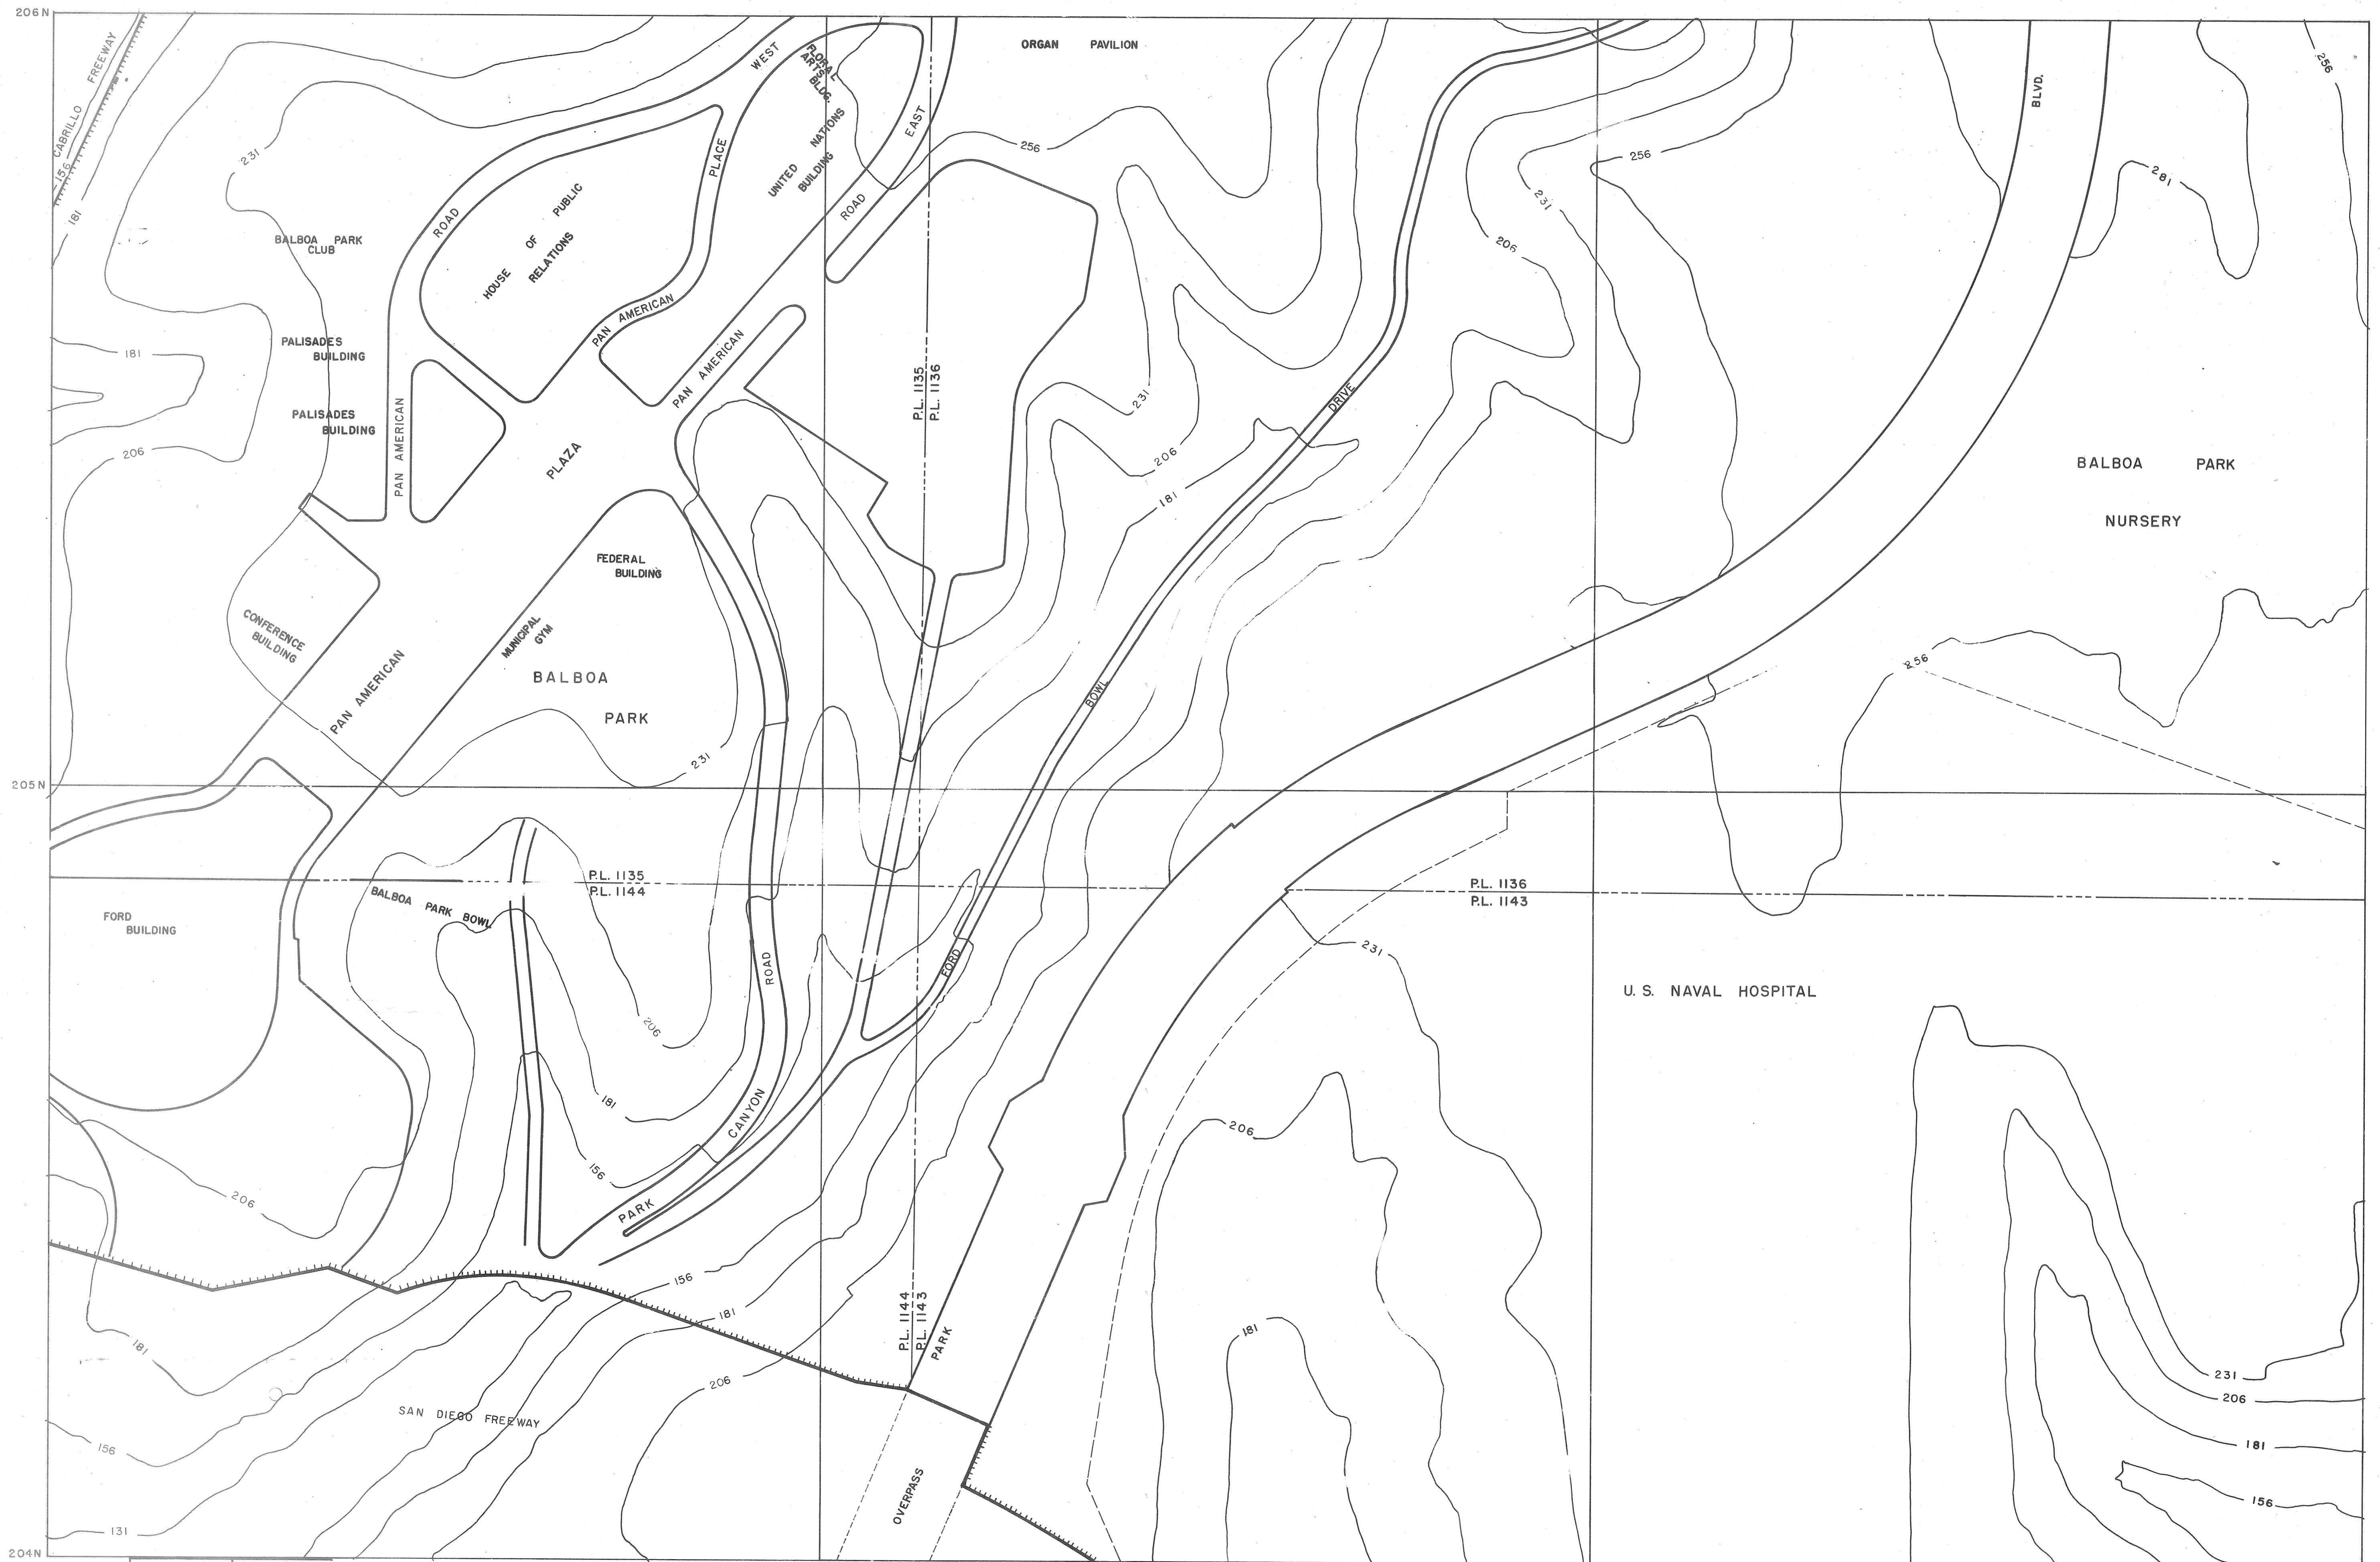 206N
CABRILLO FREEWAY
156
181
231
WEST
FLORAL
ARTS
BLDG.
UNITED NATIONS
BUILDING
EAST
ROAD
ORGAN PAVILION
256
BLVD.
256
256
281
231
206
PLACE
ROAD
HOUSE OF PUBLIC
RELATIONS
BALBOA PARK
CLUB
PAN AMERICAN
PALISADES
BUILDING
181
PAN AMERICAN
P.L. 1135
P.L. 1136
DRIVE
231
PALISADES
BUILDING
PAN AMERICAN
206
PLAZA
206
181
BALBOA PARK
NURSERY
FEDERAL
BUILDING
CONFERENCE
BUILDING
MUNICIPAL
GYM
BALBOA
PARK
PAN AMERICAN
256
BOWL
231
205N
P.L. 1135
P.L. 1144
P.L. 1136
P.L. 1143
BALBOA PARK BOWL
FORD
BUILDING
231
ROAD
FORD
U. S. NAVAL HOSPITAL
206
181
CANYON
206
156
PARK
206
156
181
P.L. 1144
P.L. 1143
PARK
181
181
231
206
206
SAN DIEGO FREEWAY
156
181
156
OVERPASS
131
204N